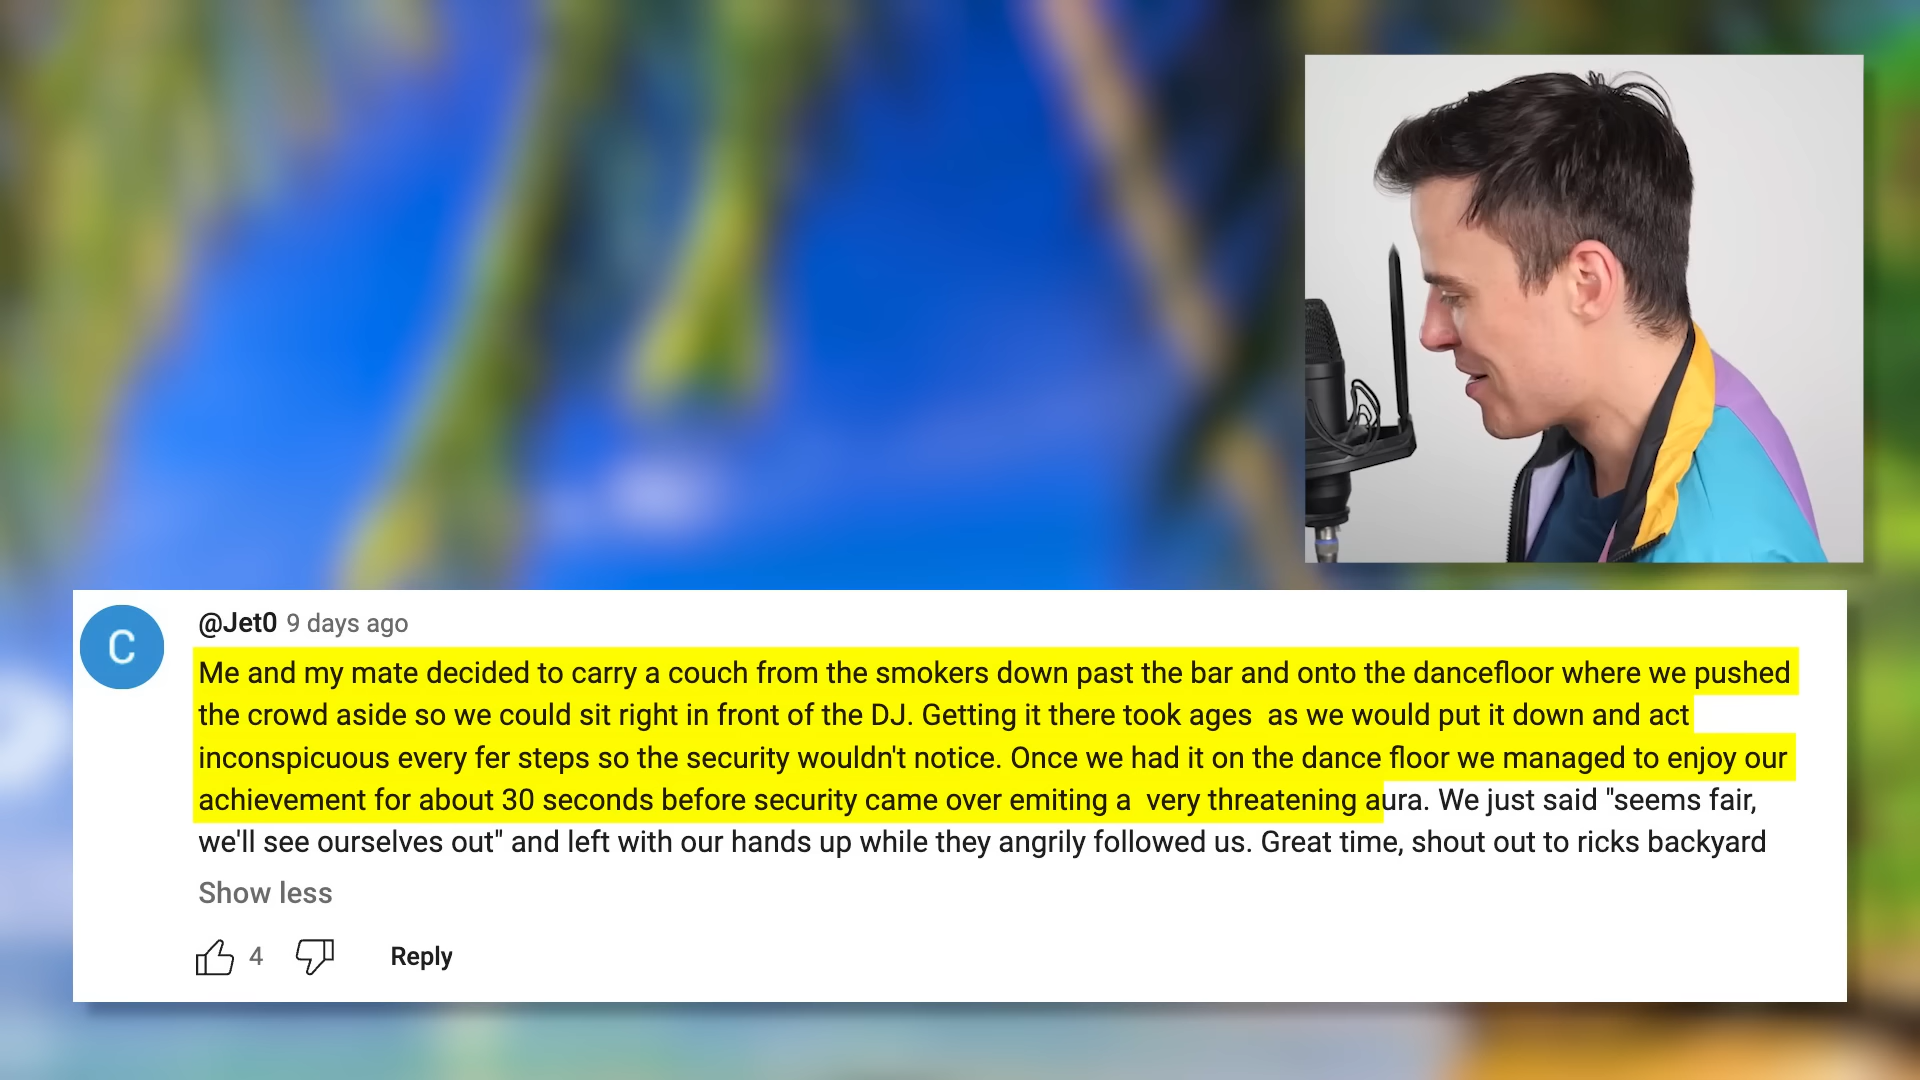 C
@Jet0 9 days ago
Me and my mate decided to carry a couch from the smokers down past the bar and onto the dancefloor where we pushed
the crowd aside so we could sit right in front of the DJ. Getting it there took ages  as we would put it down and act
inconspicuous every fer steps so the security wouldn't notice. Once we had it on the dance floor we managed to enjoy our
achievement for about 30 seconds before security came over emiting a  very threatening aura. We just said "seems fair,
we'll see ourselves out" and left with our hands up while they angrily followed us. Great time, shout out to ricks backyard
Show less
4 Reply